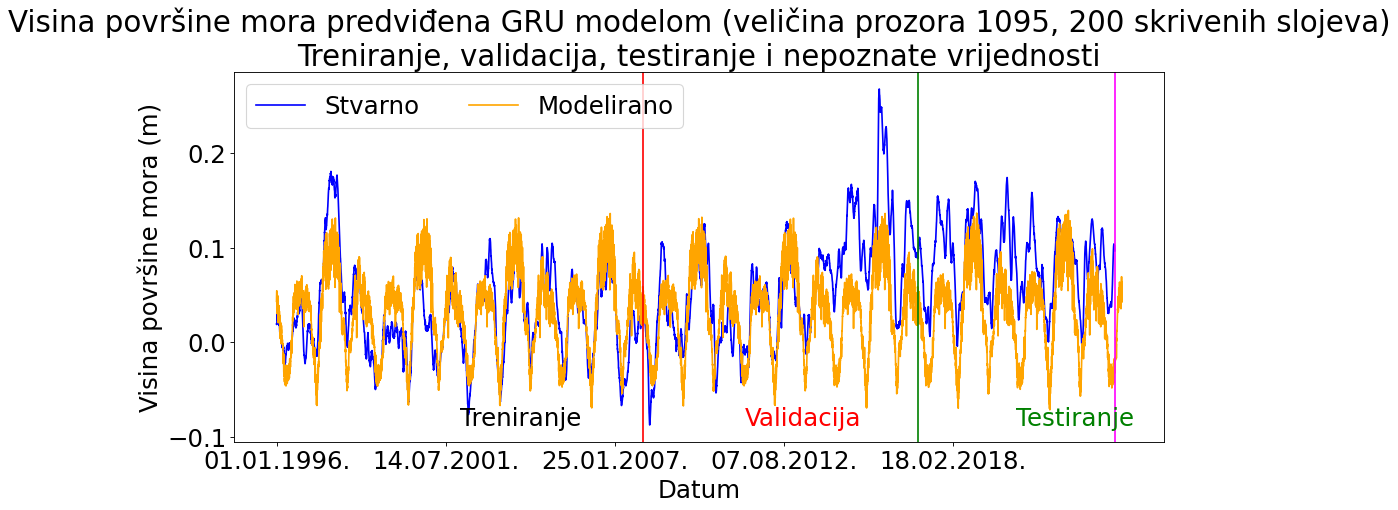 Visina površine mora predviđena GRU modelom (veličina prozora 1095, 200 skrivenih slojeva)
Treniranje, validacija, testiranje i nepoznate vrijednosti
Stvarno Modelirano
Visina površine mora (m)
0.2
0.1
0.0
−0.1
Treniranje Validacija Testiranje
01.01.1996. 14.07.2001. 25.01.2007. 07.08.2012. 18.02.2018.
Datum